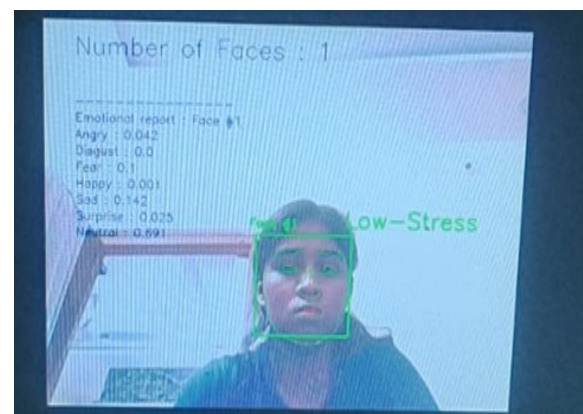 Number of Faces : 1
--------------------
Emotional report : Face #1
Angry : 0.042
Disgust : 0.0
Fear : 0.1
Happy : 0.001
Sad : 0.142
Surprise : 0.025
Neutral : 0.691
Face #1
Low-Stress